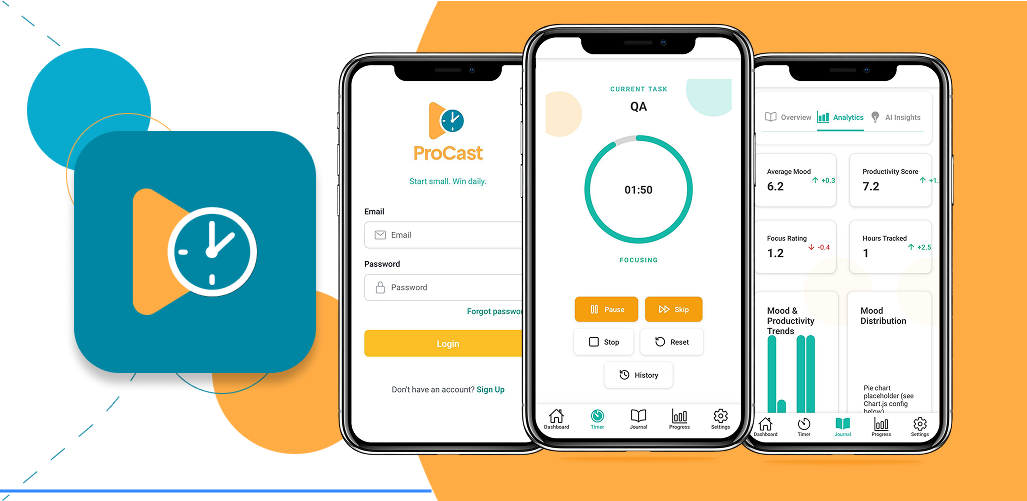 ProCast
Start small. Win daily.
Email
Email
Password
Password
Forgot
Login
Don't have an account? Sign Up
CURRENT TASK
QA
01:50
FOCUSING
Pause
Skip
Stop
Reset
History
Dashboard
Timer
Journal
Progress
Settings
Overview
Analytics
AI Insights
Average Mood
6.2
+0.3
Productivity Score
7.2
+1.
Focus Rating
1.2
-0.4
Hours Tracked
1
+2.5
Mood &
Productivity
Trends
Mood
Distribution
Pie chart
placeholder (see
Chart.js config
below)
Dashboard
Timer
Journal
Progress
Settings